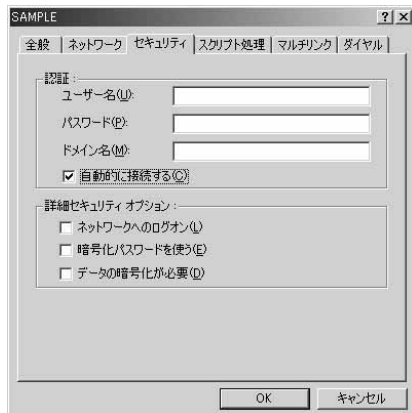 SAMPLE
全般 ネットワーク セキュリティ スクリプト処理 マルチリンク ダイヤル
認証:
ユーザー名(U):
パスワード(P):
ドメイン名(M):
自動的に接続する(C)
詳細セキュリティ オプション:
ネットワークへのログオン(L)
暗号化パスワードを使う(E)
データの暗号化が必要(D)
OK キャンセル